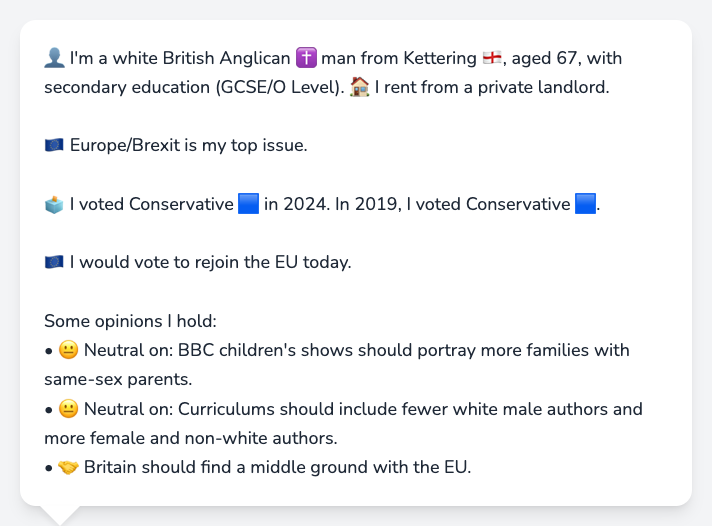 👤 I'm a white British Anglican ✝️ man from Kettering 🏴󠁧󠁢󠁥󠁮󠁧󠁿, aged 67, with
secondary education (GCSE/O Level). 🏠 I rent from a private landlord.
🇪🇺 Europe/Brexit is my top issue.
🗳️ I voted Conservative 🟦 in 2024. In 2019, I voted Conservative 🟦.
🇪🇺 I would vote to rejoin the EU today.
Some opinions I hold:
• 😐 Neutral on: BBC children's shows should portray more families with
same-sex parents.
• 😐 Neutral on: Curriculums should include fewer white male authors and
more female and non-white authors.
• 🤝 Britain should find a middle ground with the EU.